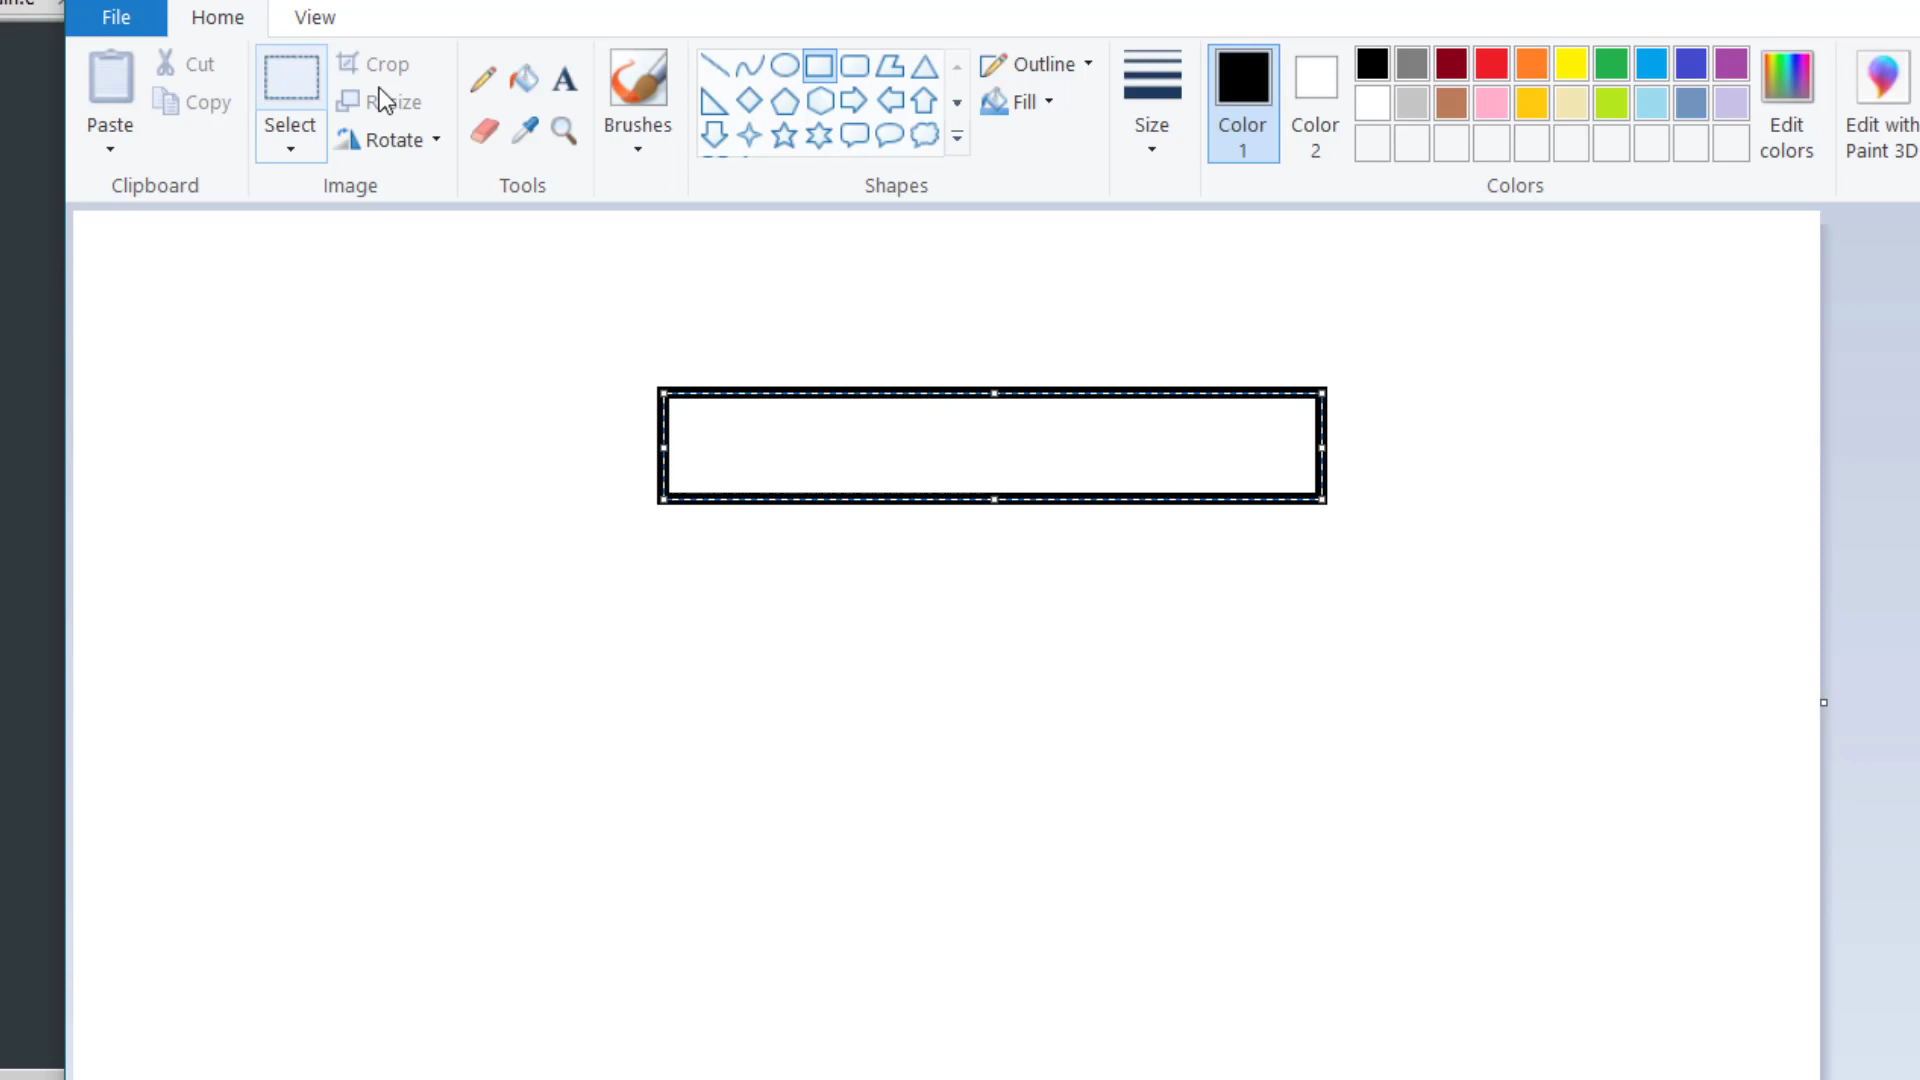 File Home View
Paste
Cut
Copy
Clipboard
Select
Crop
Resize
Rotate
Image
A
Tools
Brushes
Outline
Fill
Shapes
Size
Color
1
Color
2
Edit
colors
Colors
Edit with
Paint 3D